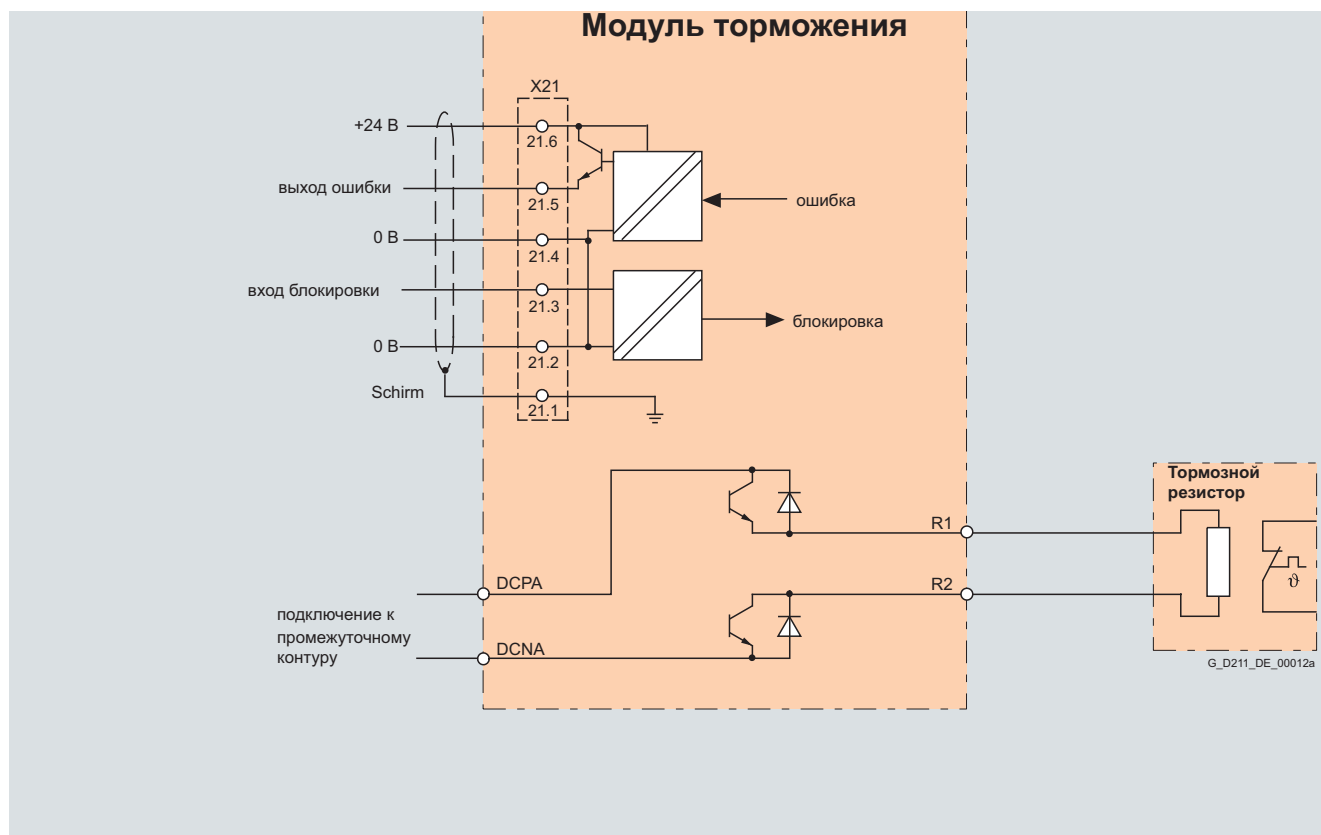 Модуль торможения
X21
+24 В
21.6
выход ошибки
21.5
ошибка
0 В
21.4
вход блокировки
21.3
блокировка
0 В
21.2
Schirm
21.1
Тормозной
резистор
R1
DCPA
R2
ϑ
подключение к
промежуточному
контуру
DCNA
G_D211_DE_00012a